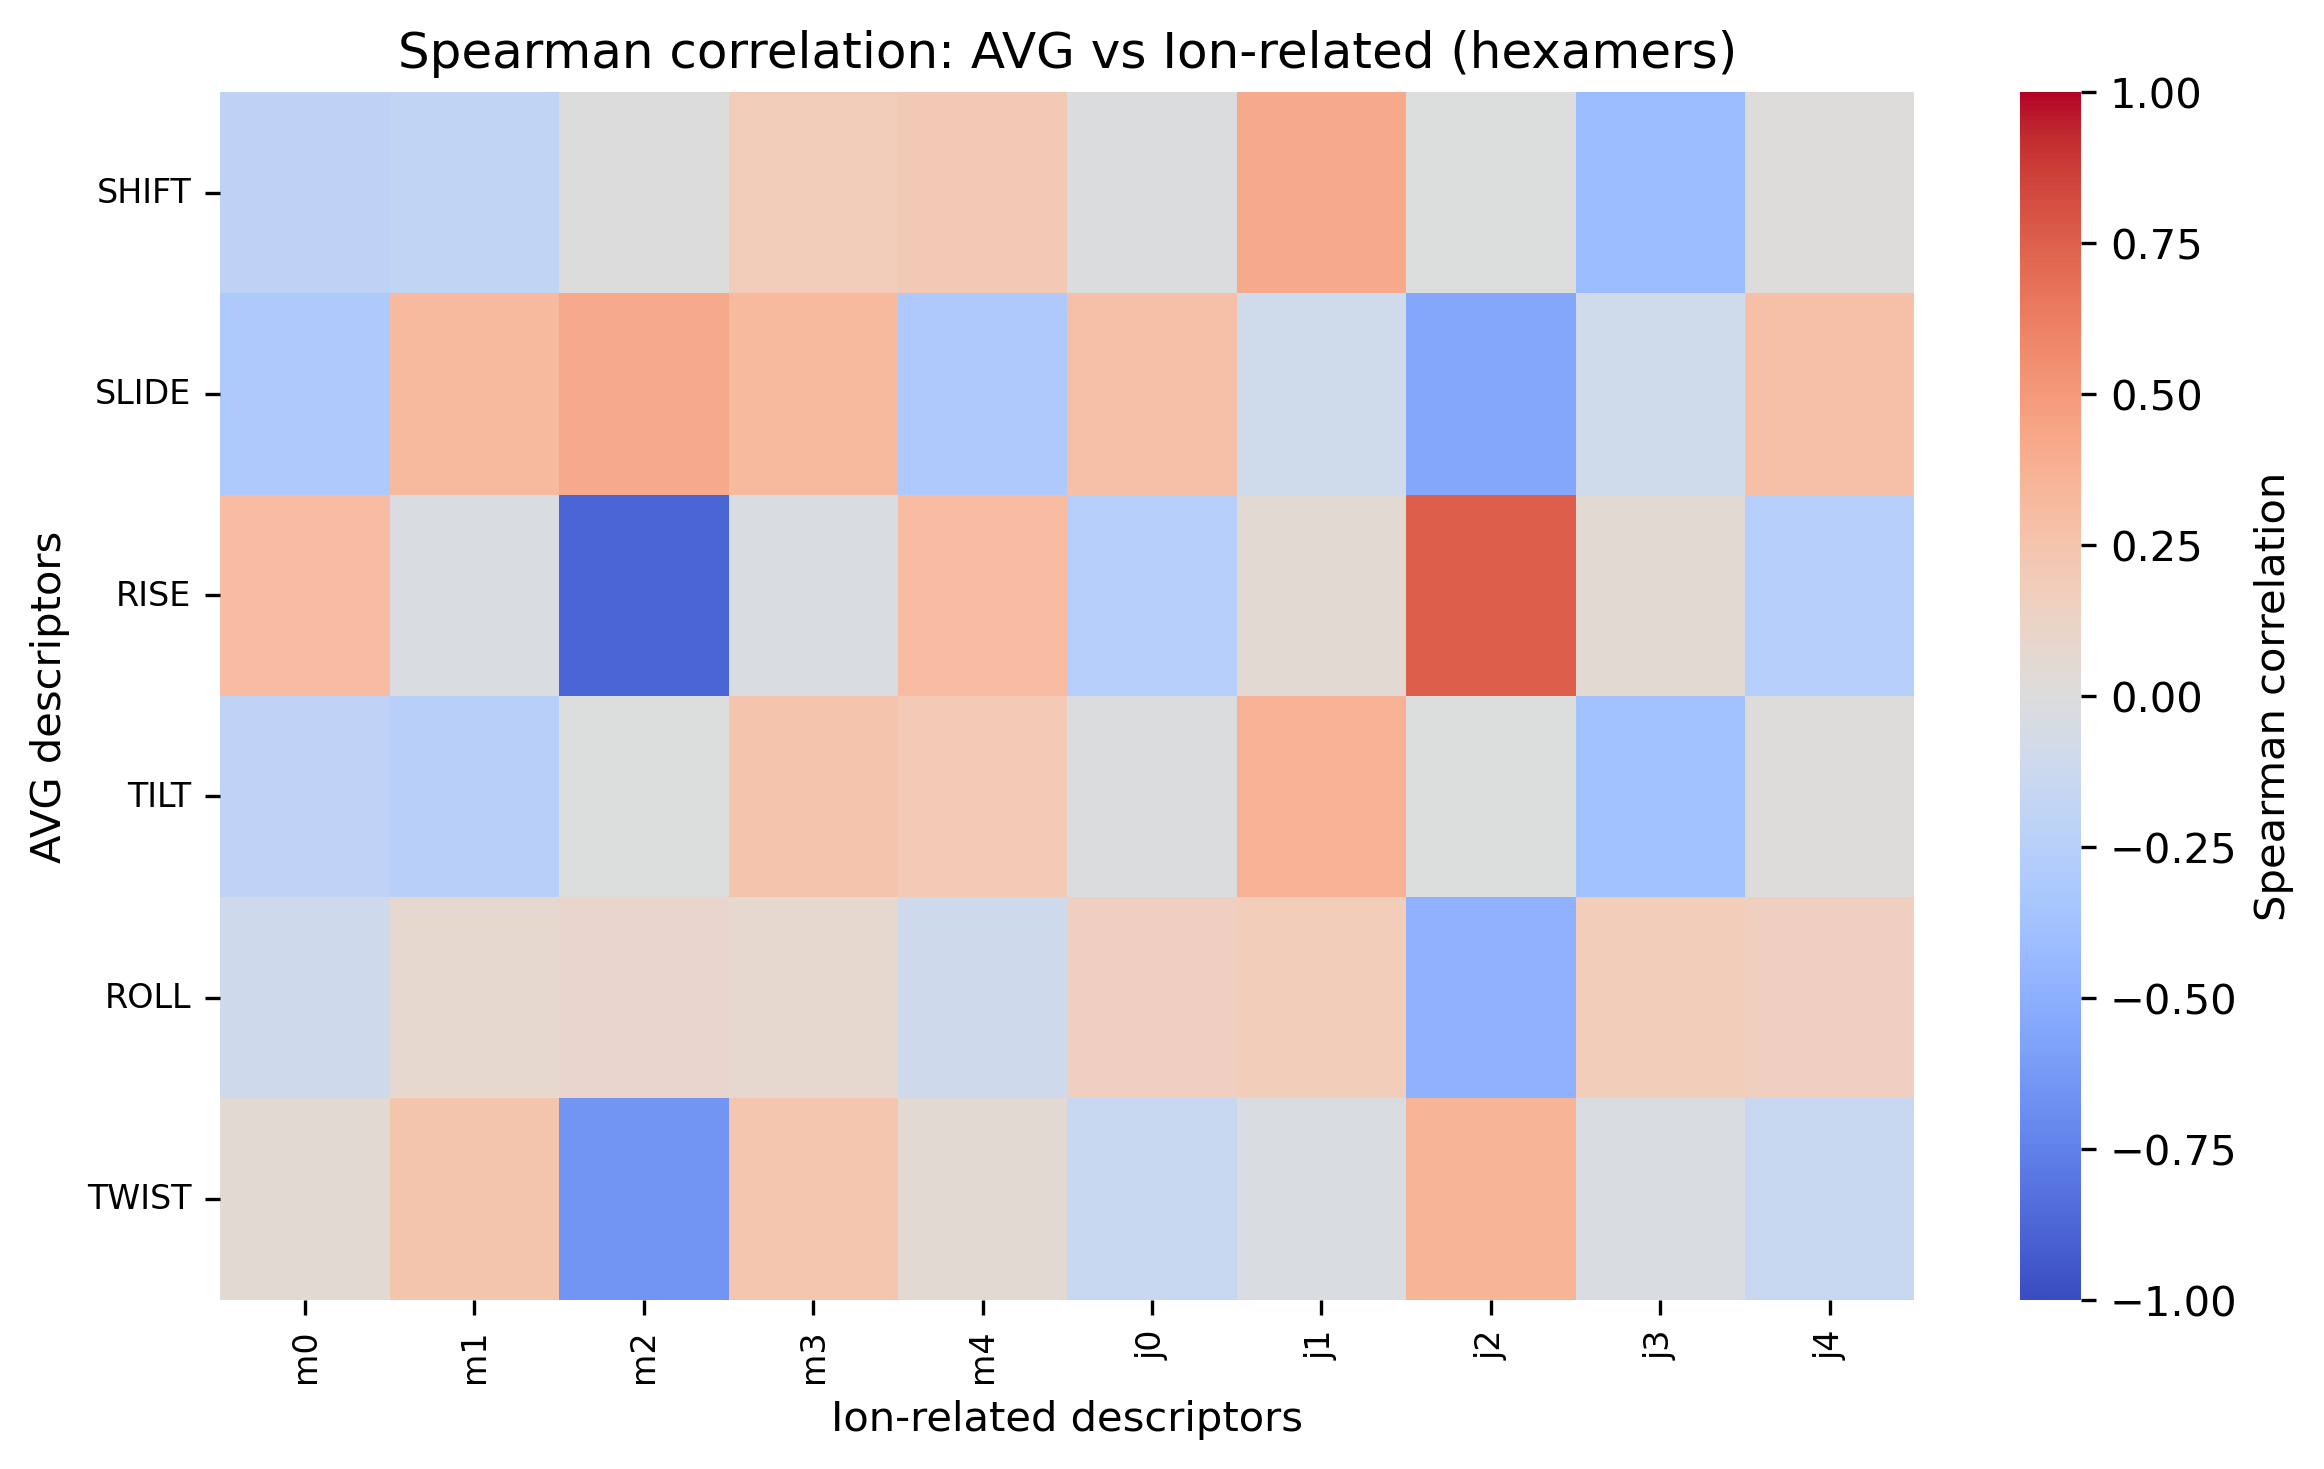 Spearman correlation: AVG vs Ion-related (hexamers)
AVG descriptors
SHIFT
SLIDE
RISE
TILT
ROLL
TWIST
m0
m1
m2
m3
m4
j0
j1
j2
j3
j4
Ion-related descriptors
1.00
0.75
0.50
0.25
0.00
−0.25
−0.50
−0.75
−1.00
Spearman correlation